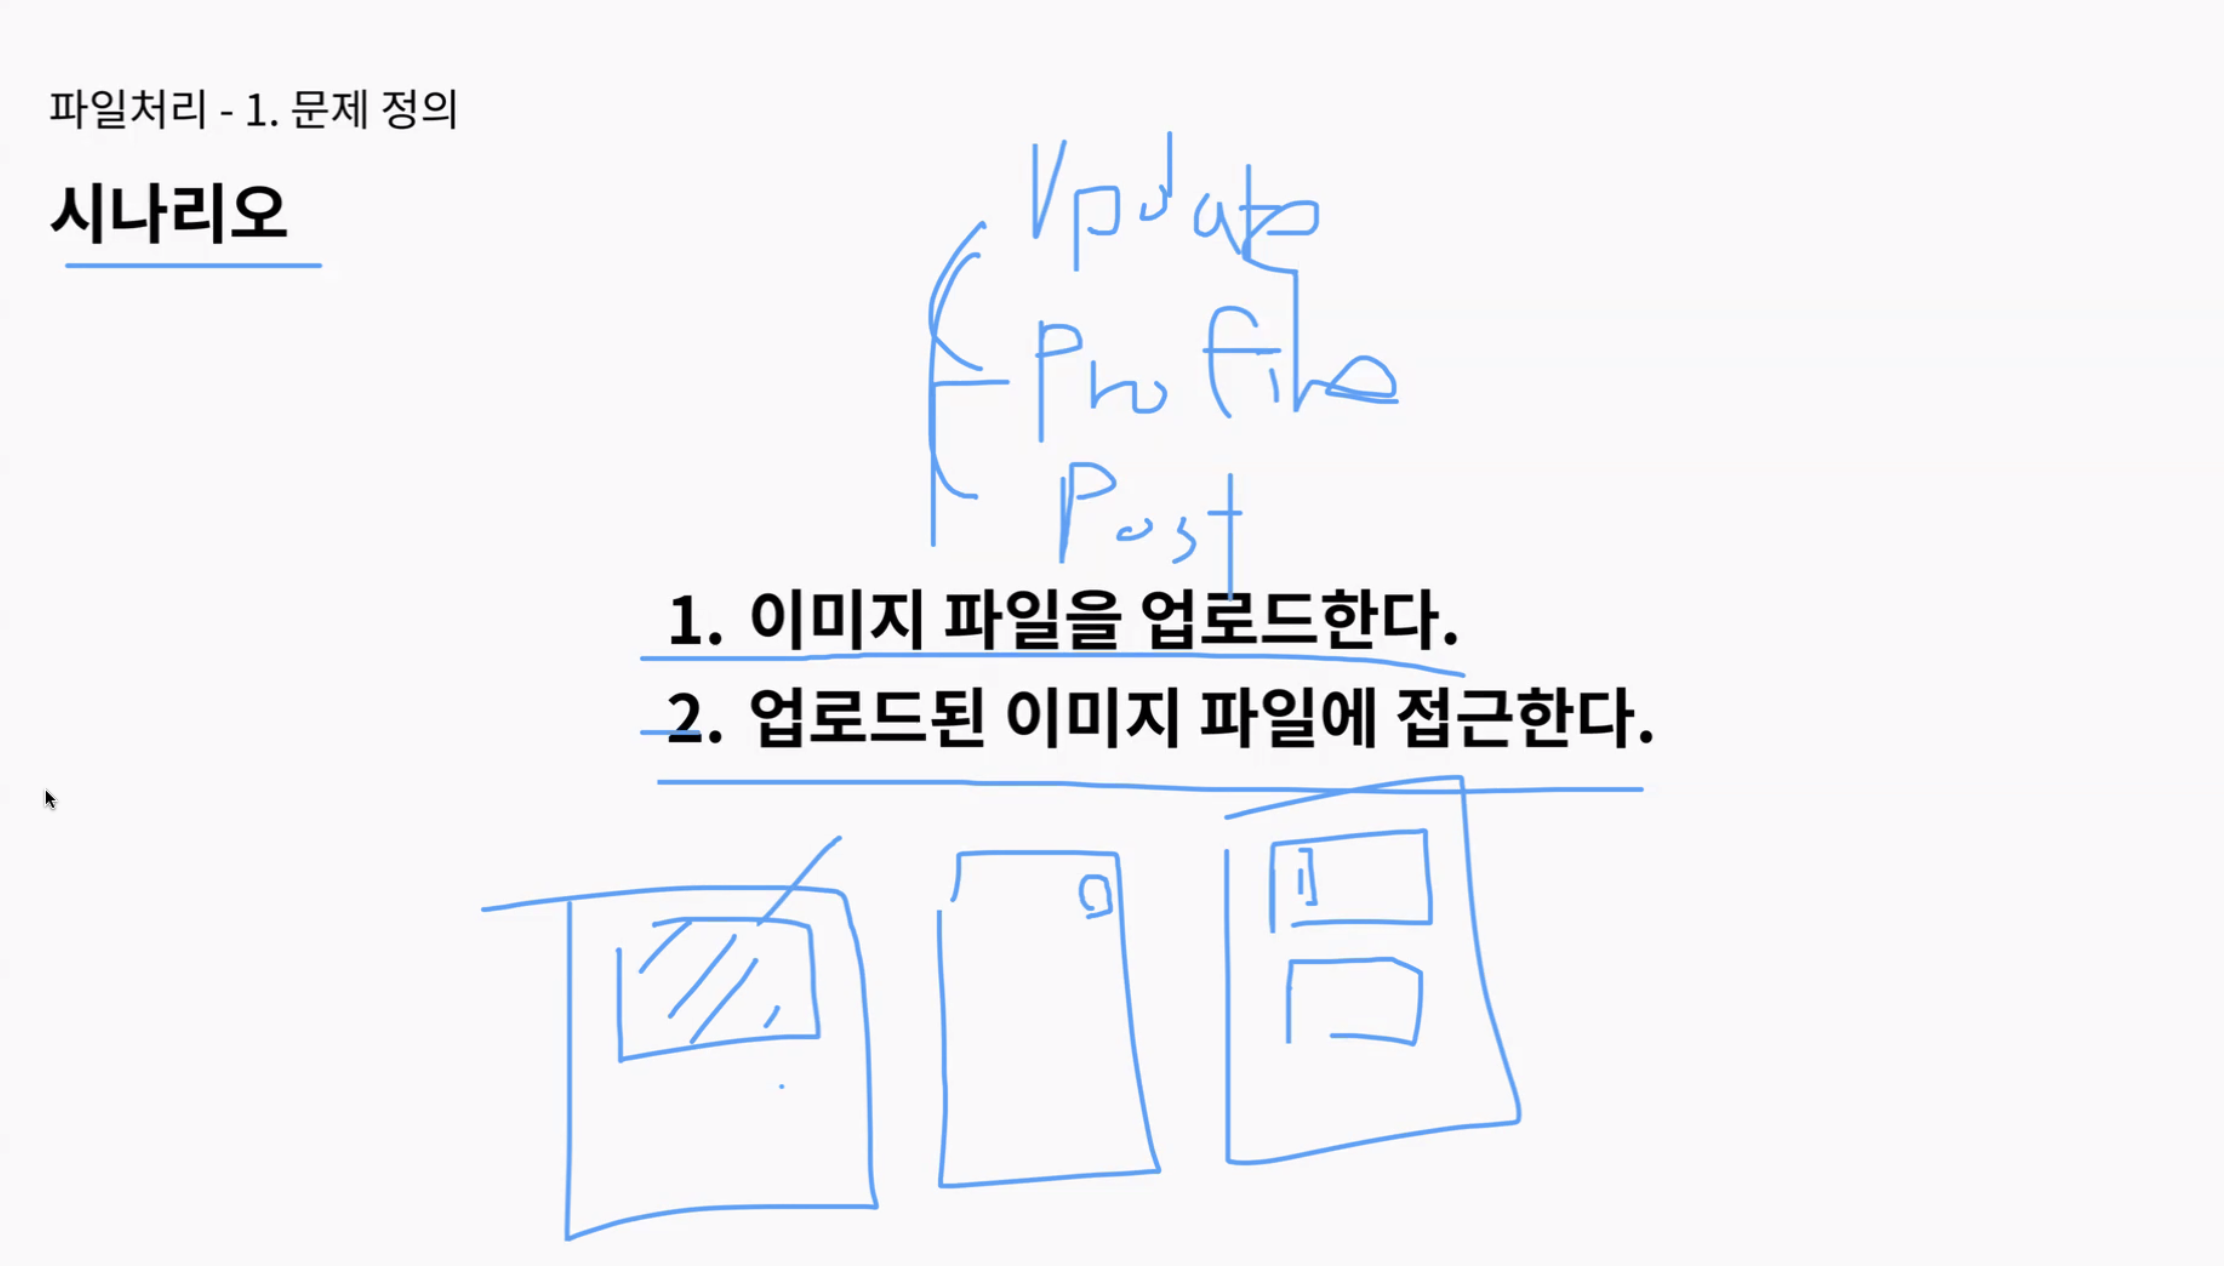 파일처리 - 1. 문제 정의
시나리오
Update
Profile
Post
1. 이미지 파일을 업로드한다.
2. 업로드된 이미지 파일에 접근한다.